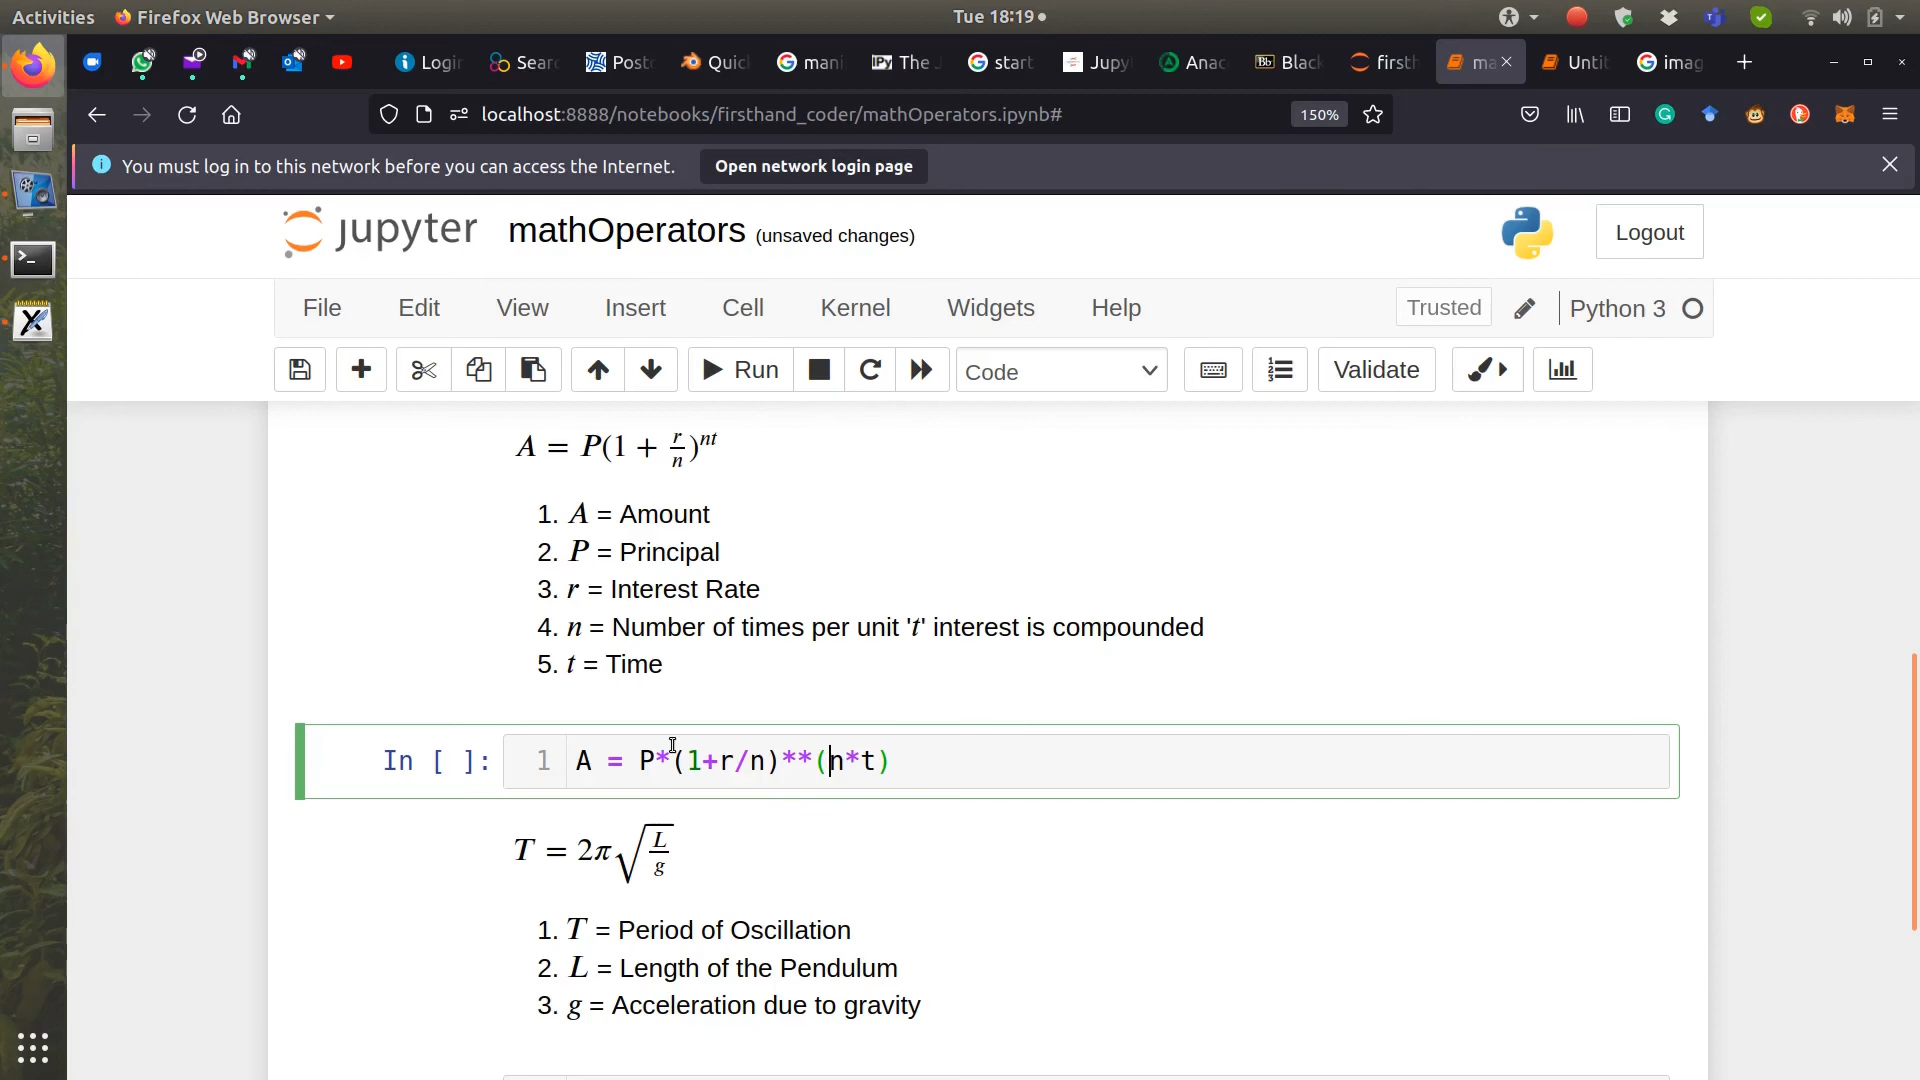 Activities Firefox Web Browser Tue 18:19
Login Sear Posto Quick mani IPy The J start Jupy Anac Bb Black firsth ma Unti imag
localhost:8888/notebooks/firsthand_coder/mathOperators.ipynb# 150%
You must log in to this network before you can access the Internet. Open network login page
jupyter mathOperators (unsaved changes) Logout
File Edit View Insert Cell Kernel Widgets Help Trusted Python 3
Run Code Validate
A = P(1 + r/n)^nt
1. A = Amount
2. P = Principal
3. r = Interest Rate
4. n = Number of times per unit 't' interest is compounded
5. t = Time
In [ ]: 1 A = P*(1+r/n)**(n*t)
T = 2π√L/g
1. T = Period of Oscillation
2. L = Length of the Pendulum
3. g = Acceleration due to gravity